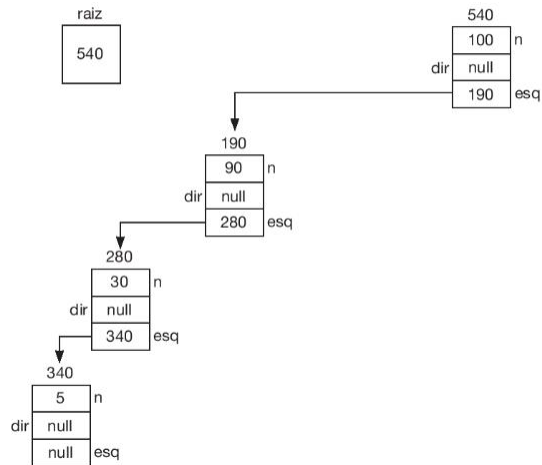 raiz
540
540
100 n
dir null
190 esq
190
90 n
dir null
280 esq
280
30 n
dir null
340 esq
340
5 n
dir null
null esq